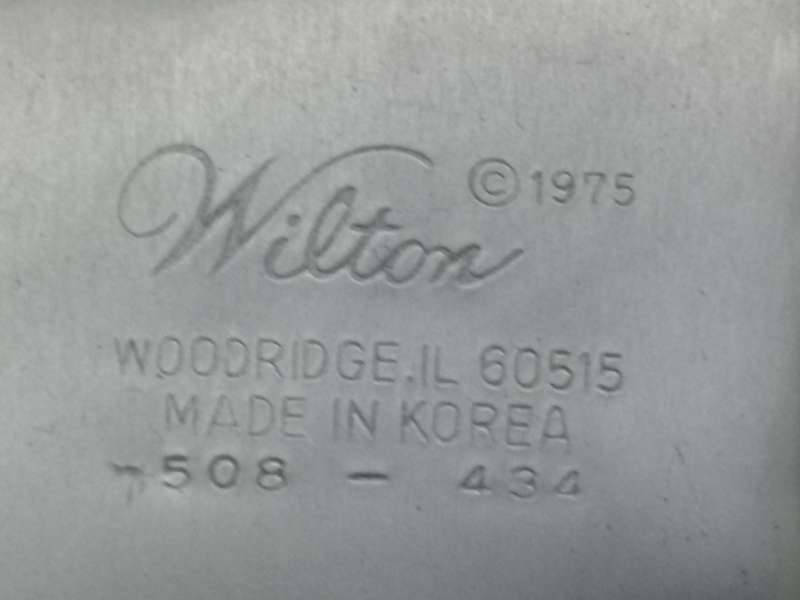 Wilton ©1975
WOODRIDGE, IL 60515
MADE IN KOREA
508 - 434